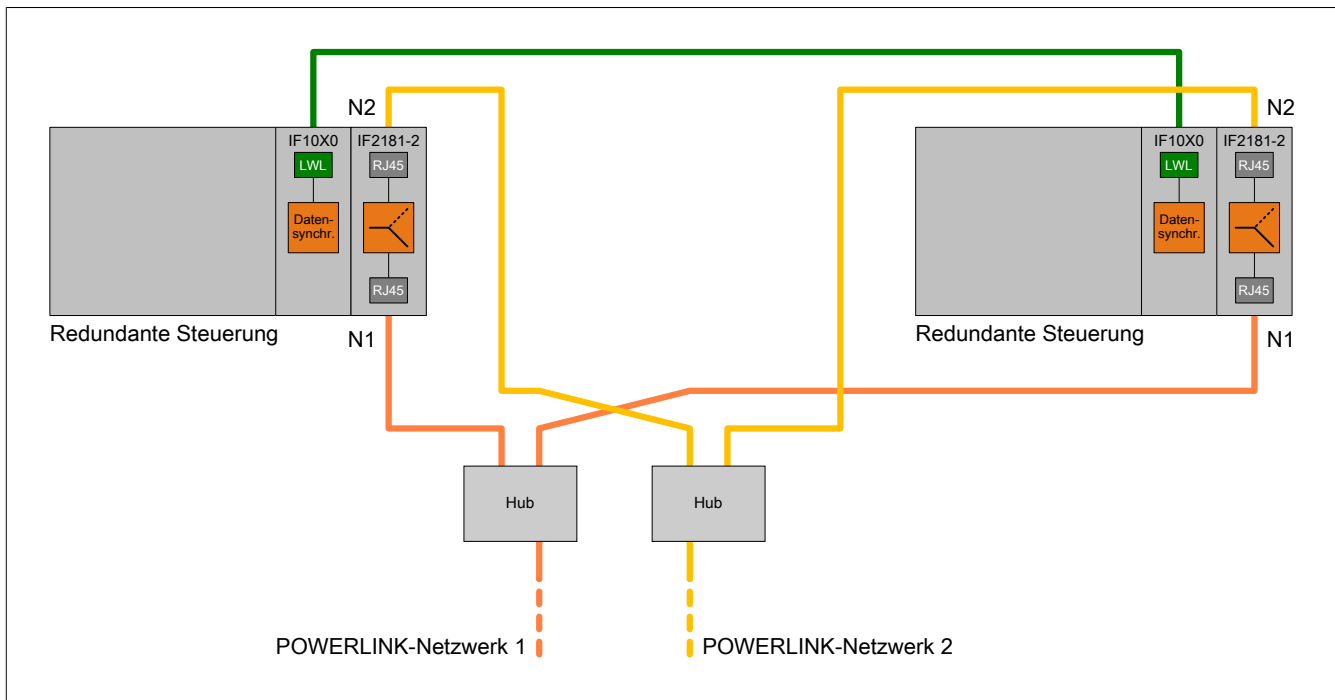 N2
N2
IF10X0 IF2181-2
IF10X0 IF2181-2
LWL RJ45
LWL RJ45
Daten-
synchr.
Daten-
synchr.
RJ45
RJ45
Redundante Steuerung
N1
Redundante Steuerung
N1
Hub
Hub
POWERLINK-Netzwerk 1
POWERLINK-Netzwerk 2